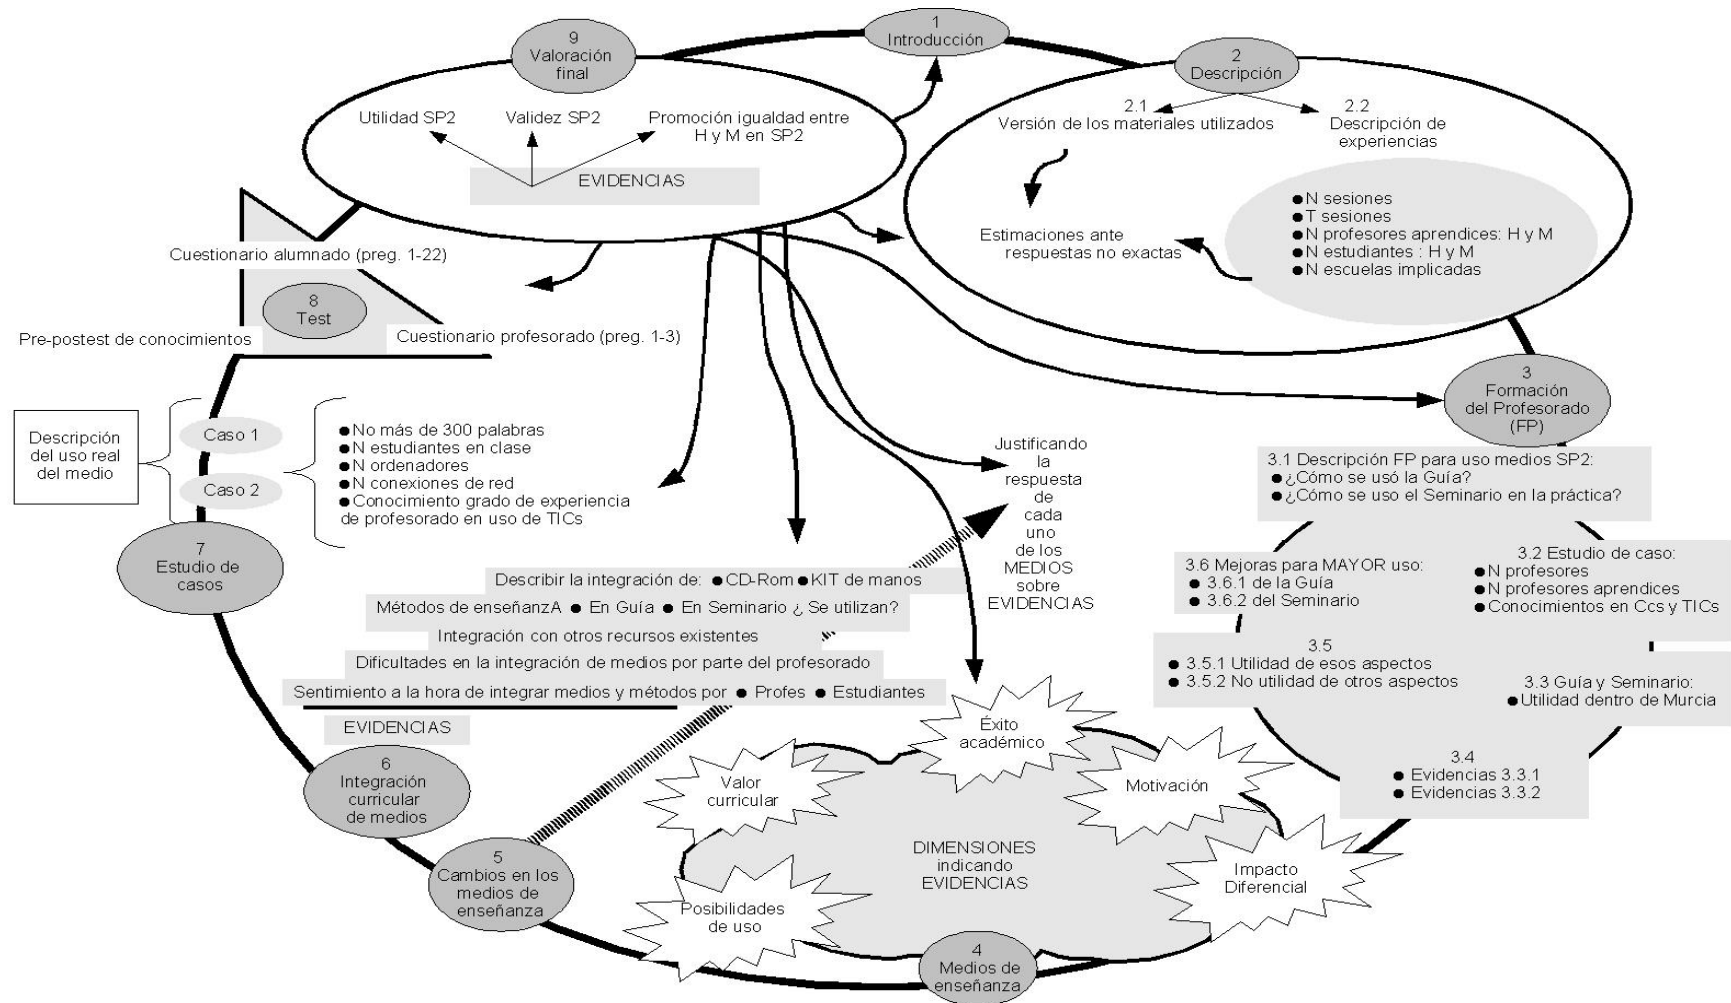 1
Introducción
2
Descripción
2.1
Versión de los materiales utilizados
2.2
Descripción de
experiencias
● N sesiones
● T sesiones
● N profesores aprendices: H y M
● N estudiantes : H y M
● N escuelas implicadas
Estimaciones ante
respuestas no exactas
3
Formación
del Profesorado
(FP)
3.1 Descripción FP para uso medios SP2:
● ¿Cómo se usó la Guía?
● ¿Cómo se uso el Seminario en la práctica?
3.2 Estudio de caso:
● N profesores
● N profesores aprendices
● Conocimientos en Ccs y TICs
3.3 Guía y Seminario:
● Utilidad dentro de Murcia
3.4
● Evidencias 3.3.1
● Evidencias 3.3.2
3.5
● 3.5.1 Utilidad de esos aspectos
● 3.5.2 No utilidad de otros aspectos
3.6 Mejoras para MAYOR uso:
● 3.6.1 de la Guía
● 3.6.2 del Seminario
4
Medios de
enseñanza
DIMENSIONES
indicando
EVIDENCIAS
Posibilidades
de uso
Valor
curricular
Éxito
académico
Motivación
Impacto
Diferencial
5
Cambios en los
medios de
enseñanza
Justificando
la
respuesta
de
cada
uno
de los
MEDIOS
sobre
EVIDENCIAS
6
Integración
curricular
de medios
EVIDENCIAS
Describir la integración de: ● CD-Rom ● KIT de manos
Métodos de enseñanzA ● En Guía ● En Seminario ¿ Se utilizan?
Integración con otros recursos existentes
Dificultades en la integración de medios por parte del profesorado
Sentimiento a la hora de integrar medios y métodos por ● Profes ● Estudiantes
7
Estudio de
casos
Descripción
del uso real
del medio
Caso 1
Caso 2
● No más de 300 palabras
● N estudiantes en clase
● N ordenadores
● N conexiones de red
● Conocimiento grado de experiencia
de profesorado en uso de TICs
8
Test
Cuestionario alumnado (preg. 1-22)
Pre-postest de conocimientos
Cuestionario profesorado (preg. 1-3)
9
Valoración
final
Utilidad SP2
Validez SP2
Promoción igualdad entre
H y M en SP2
EVIDENCIAS